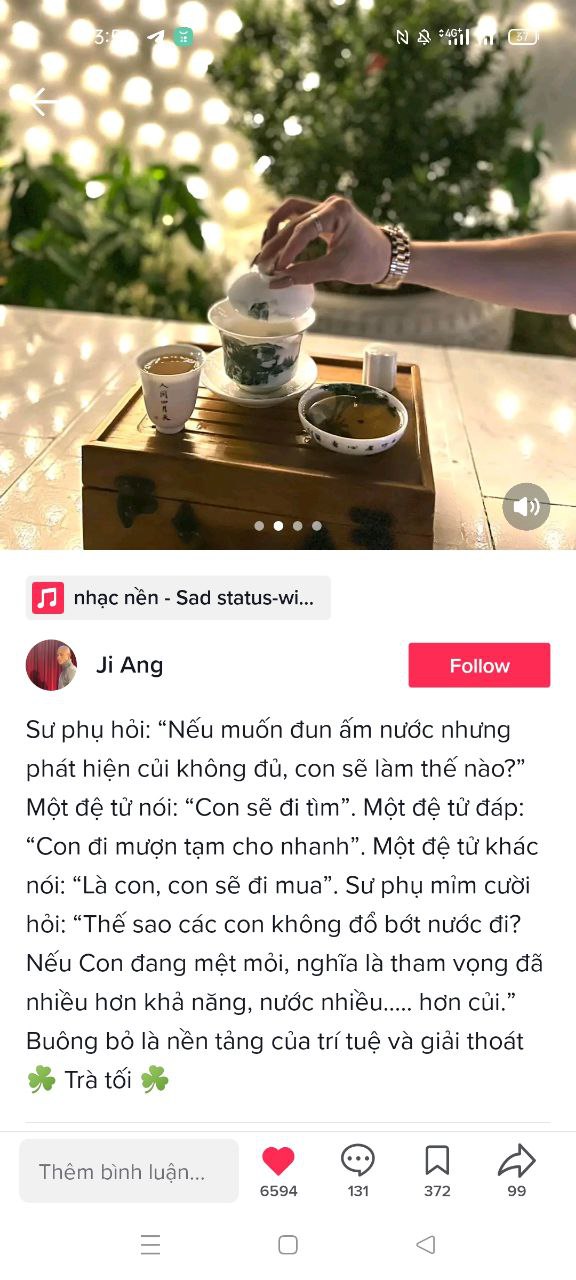 4G+
37
人間四月天
nhạc nền - Sad status-wi...
Ji Ang
Follow
Sư phụ hỏi: “Nếu muốn đun ấm nước nhưng
phát hiện củi không đủ, con sẽ làm thế nào?”
Một đệ tử nói: “Con sẽ đi tìm”. Một đệ tử đáp:
“Con đi mượn tạm cho nhanh”. Một đệ tử khác
nói: “Là con, con sẽ đi mua”. Sư phụ mỉm cười
hỏi: “Thế sao các con không đổ bớt nước đi?
Nếu Con đang mệt mỏi, nghĩa là tham vọng đã
nhiều hơn khả năng, nước nhiều..... hơn củi.”
Buông bỏ là nền tảng của trí tuệ và giải thoát
☘️ Trà tối ☘️
Thêm bình luận...
6594
131
372
99